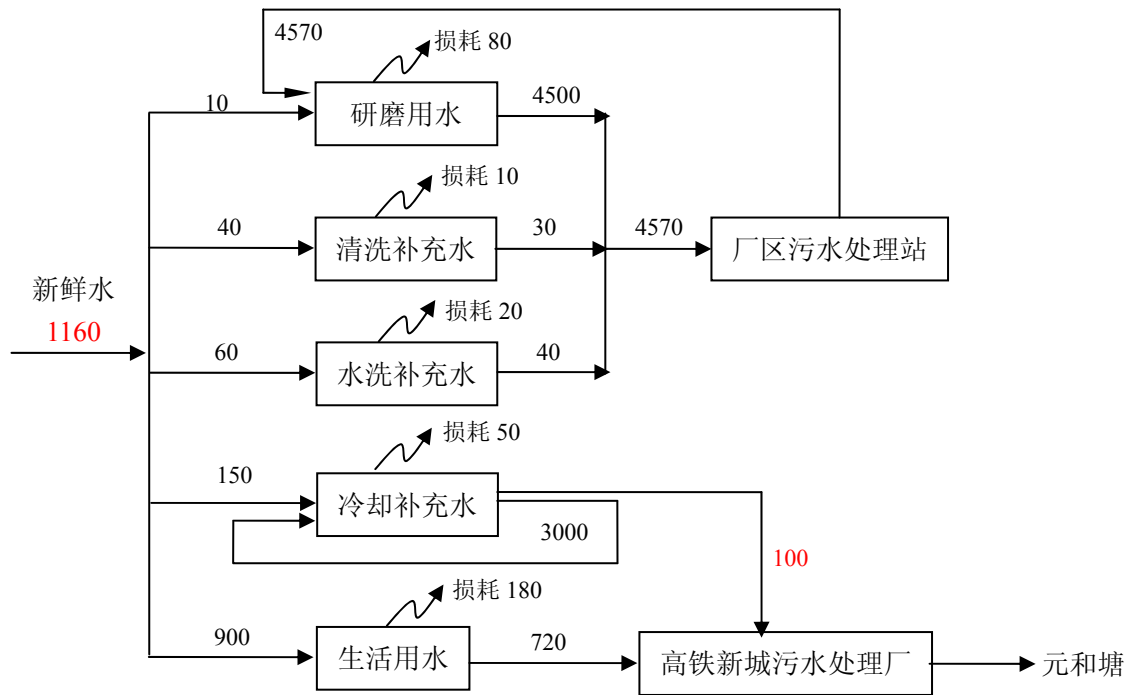 4570
损耗 80
10
研磨用水
4500
损耗 10
40
清洗补充水
30
4570
厂区污水处理站
新鲜水
1160
损耗 20
60
水洗补充水
40
损耗 50
150
冷却补充水
3000
100
损耗 180
900
生活用水
720
高铁新城污水处理厂
元和塘